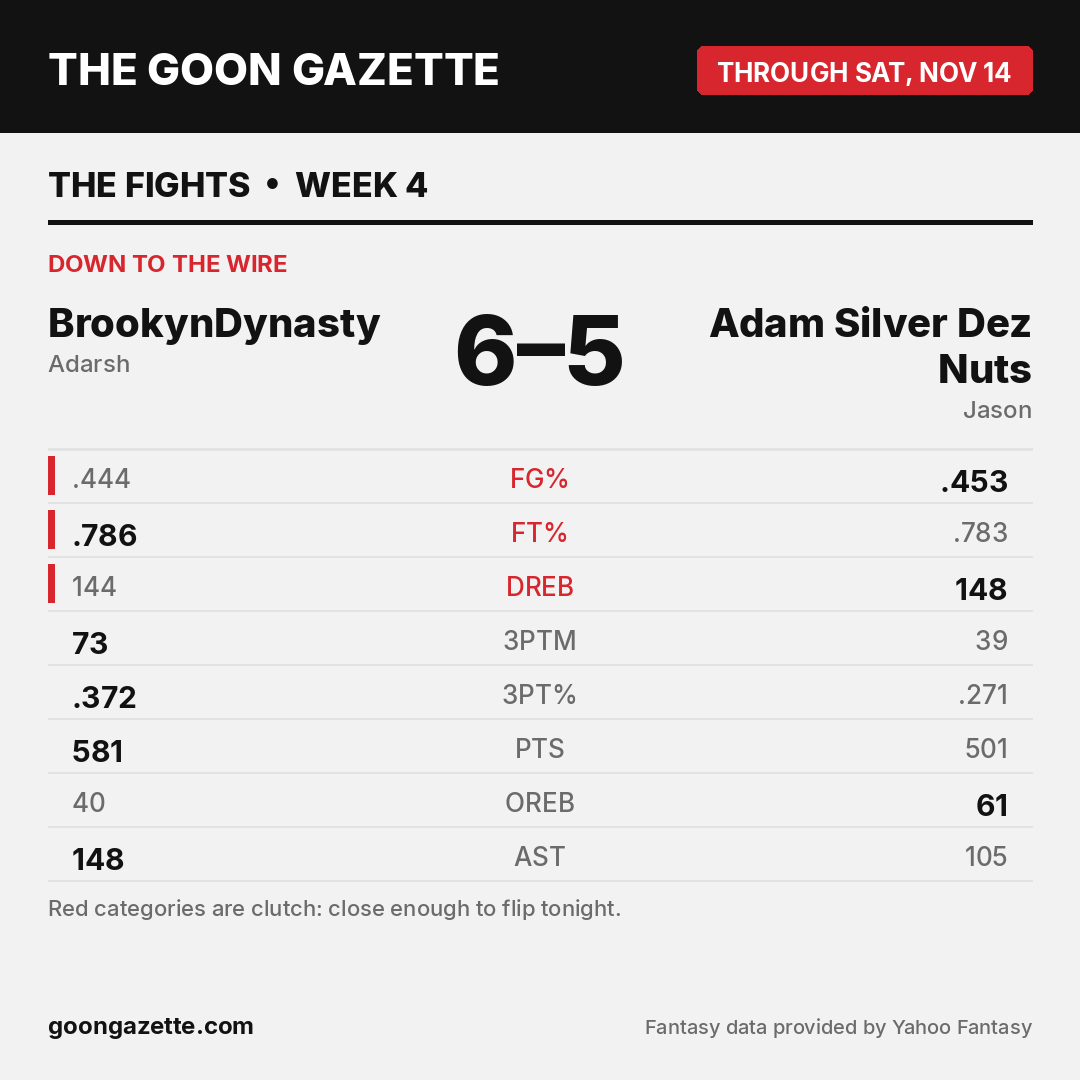 THE GOON GAZETTE
THROUGH SAT, NOV 14
THE FIGHTS • WEEK 4
DOWN TO THE WIRE
BrookynDynasty
Adarsh
6–5
Adam Silver Dez
Nuts
Jason
.444 FG% .453
.786 FT% .783
144 DREB 148
73 3PTM 39
.372 3PT% .271
581 PTS 501
40 OREB 61
148 AST 105
Red categories are clutch: close enough to flip tonight.
goongazette.com
Fantasy data provided by Yahoo Fantasy